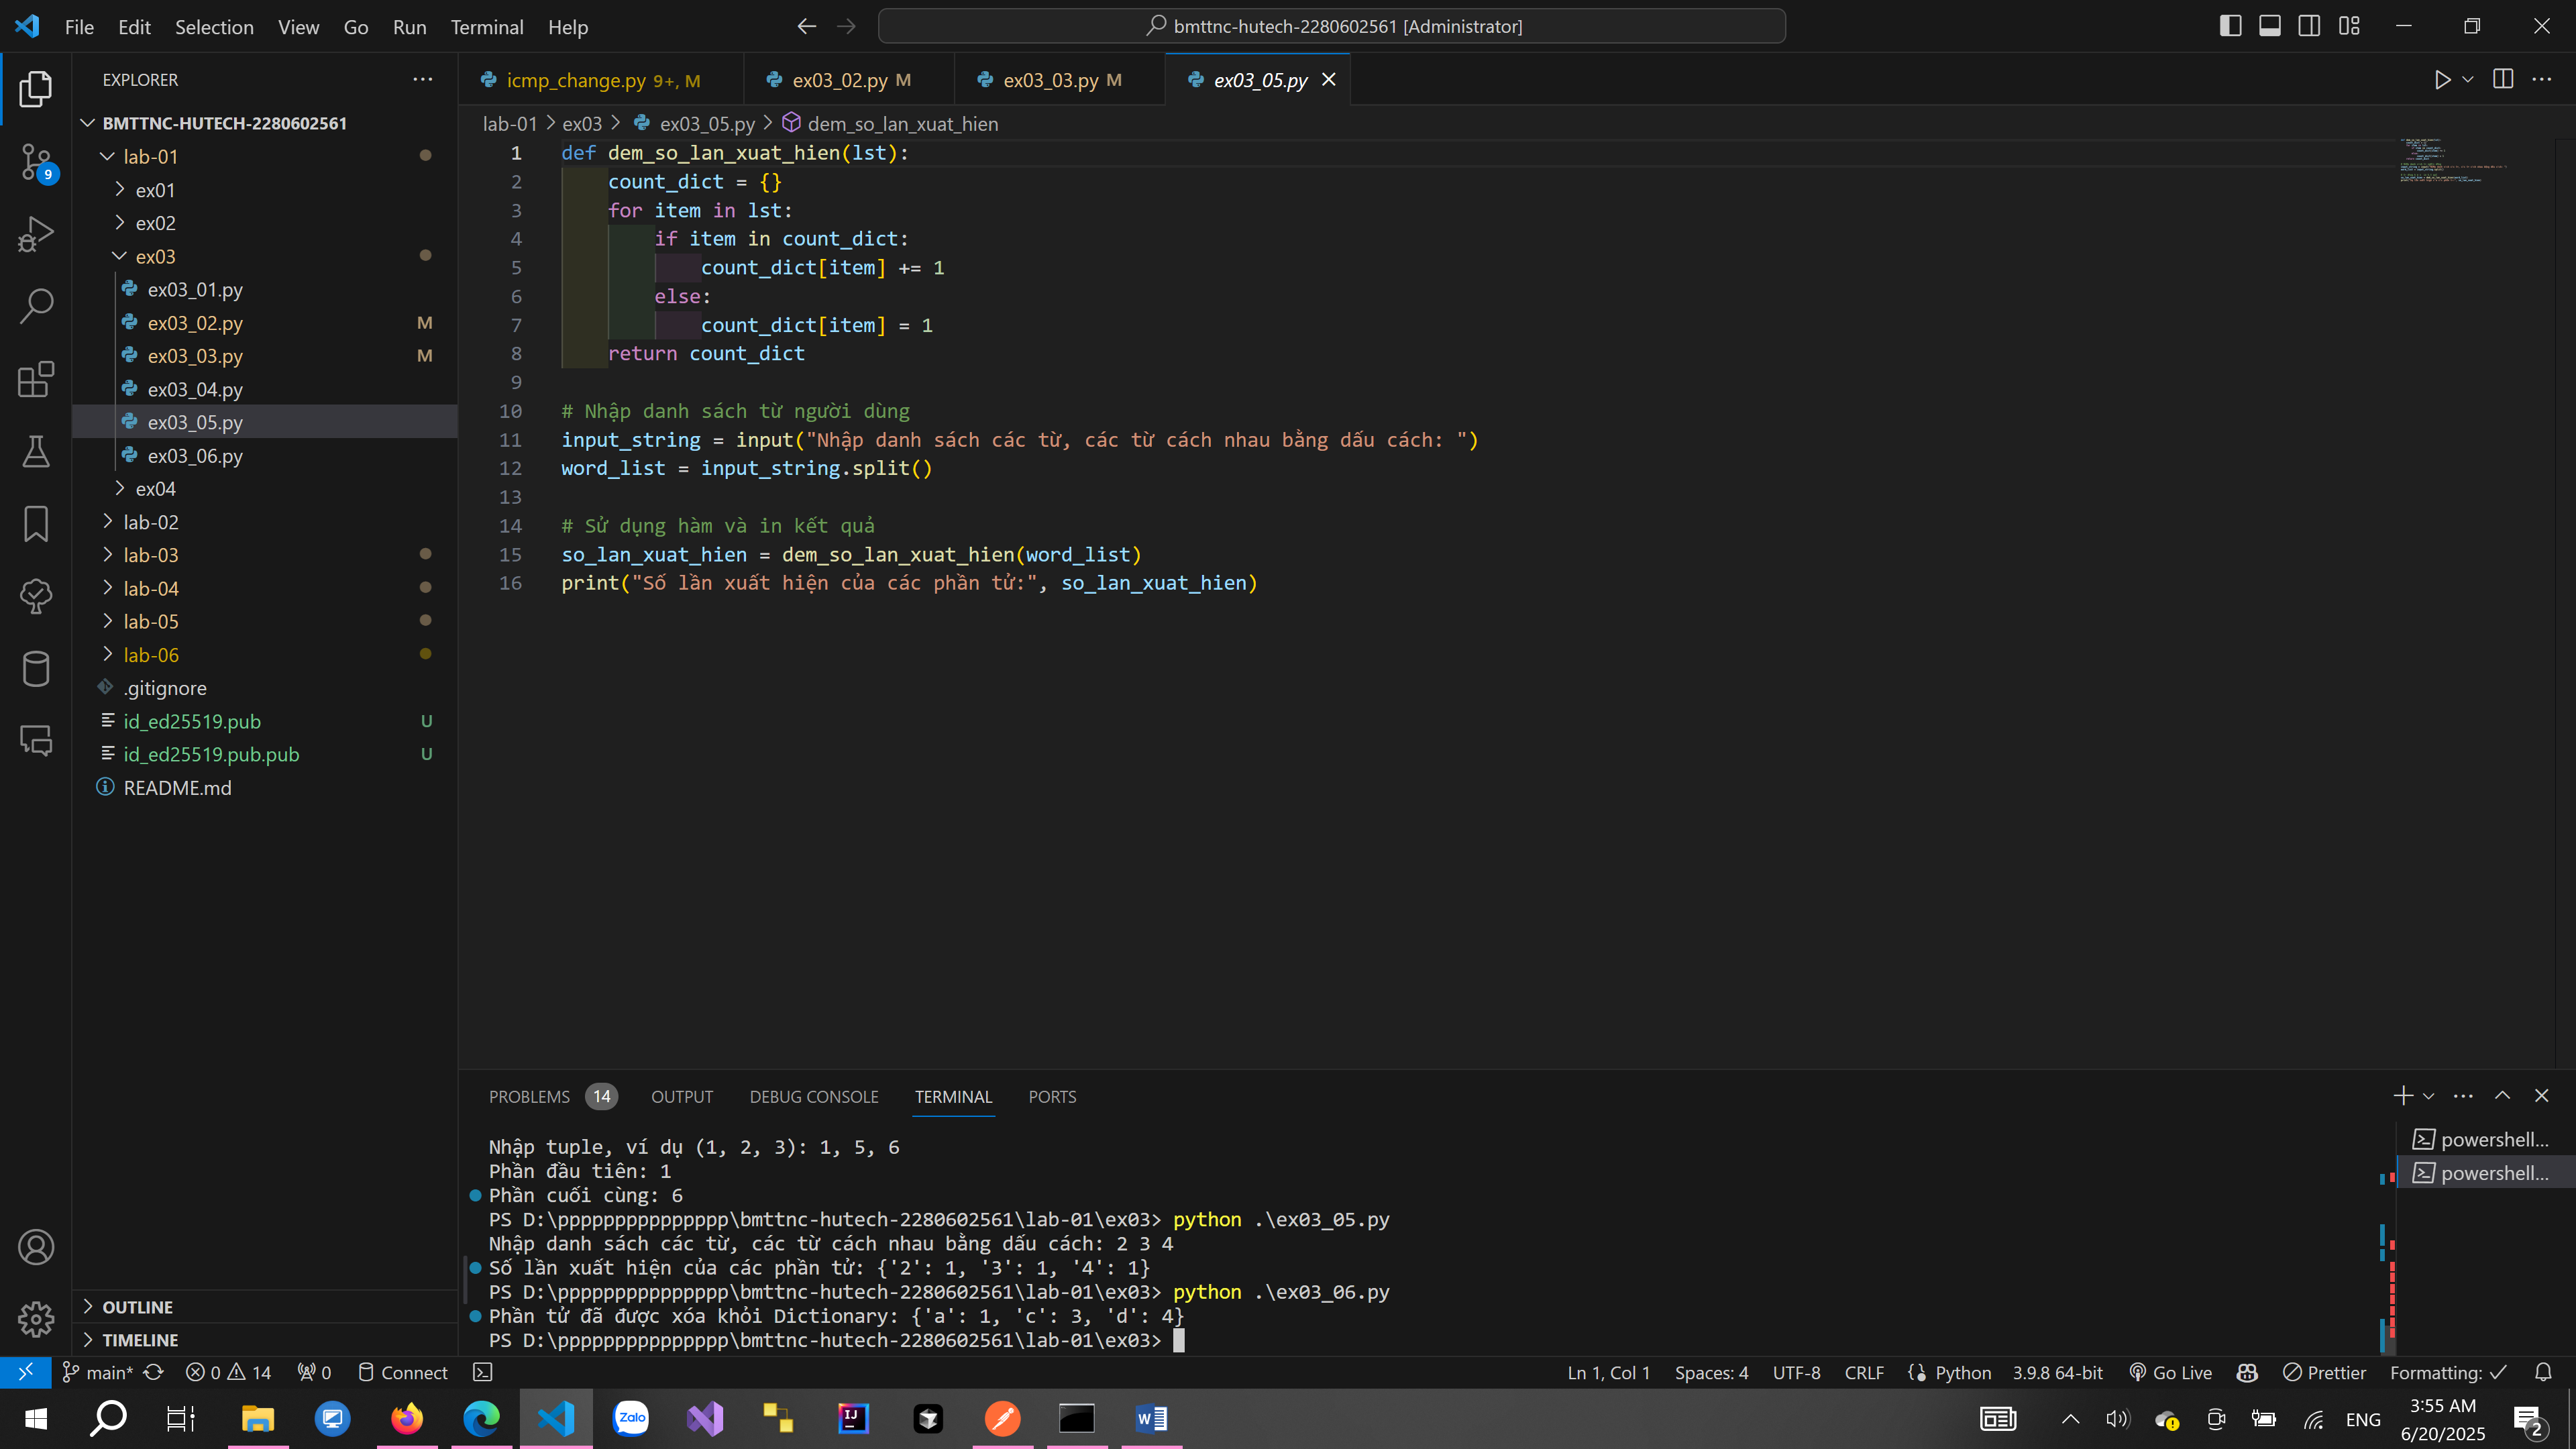 File Edit Selection View Go Run Terminal Help
bmttnc-hutech-2280602561 [Administrator]
EXPLORER
BMTTNC-HUTECH-2280602561
lab-01
ex01
ex02
ex03
ex03_01.py
ex03_02.py M
ex03_03.py M
ex03_04.py
ex03_05.py
ex03_06.py
ex04
lab-02
lab-03
lab-04
lab-05
lab-06
.gitignore
id_ed25519.pub U
id_ed25519.pub.pub U
README.md
OUTLINE
TIMELINE
9
icmp_change.py 9+, M
ex03_02.py M
ex03_03.py M
ex03_05.py
lab-01 > ex03 > ex03_05.py > dem_so_lan_xuat_hien
1 def dem_so_lan_xuat_hien(lst):
2 count_dict = {}
3 for item in lst:
4 if item in count_dict:
5 count_dict[item] += 1
6 else:
7 count_dict[item] = 1
8 return count_dict
9
10 # Nhập danh sách từ người dùng
11 input_string = input("Nhập danh sách các từ, các từ cách nhau bằng dấu cách: ")
12 word_list = input_string.split()
13
14 # Sử dụng hàm và in kết quả
15 so_lan_xuat_hien = dem_so_lan_xuat_hien(word_list)
16 print("Số lần xuất hiện của các phần tử:", so_lan_xuat_hien)
PROBLEMS 14 OUTPUT DEBUG CONSOLE TERMINAL PORTS
Nhập tuple, ví dụ (1, 2, 3): 1, 5, 6
Phần đầu tiên: 1
Phần cuối cùng: 6
PS D:\ppppppppppppppp\bmttnc-hutech-2280602561\lab-01\ex03> python .\ex03_05.py
Nhập danh sách các từ, các từ cách nhau bằng dấu cách: 2 3 4
Số lần xuất hiện của các phần tử: {'2': 1, '3': 1, '4': 1}
PS D:\ppppppppppppppp\bmttnc-hutech-2280602561\lab-01\ex03> python .\ex03_06.py
Phần tử đã được xóa khỏi Dictionary: {'a': 1, 'c': 3, 'd': 4}
PS D:\ppppppppppppppp\bmttnc-hutech-2280602561\lab-01\ex03>
powershell...
powershell...
main* 0 14 0 Connect Ln 1, Col 1 Spaces: 4 UTF-8 CRLF Python 3.9.8 64-bit Go Live Prettier Formatting:
Zalo
IJ
W
ENG
3:55 AM
6/20/2025
2